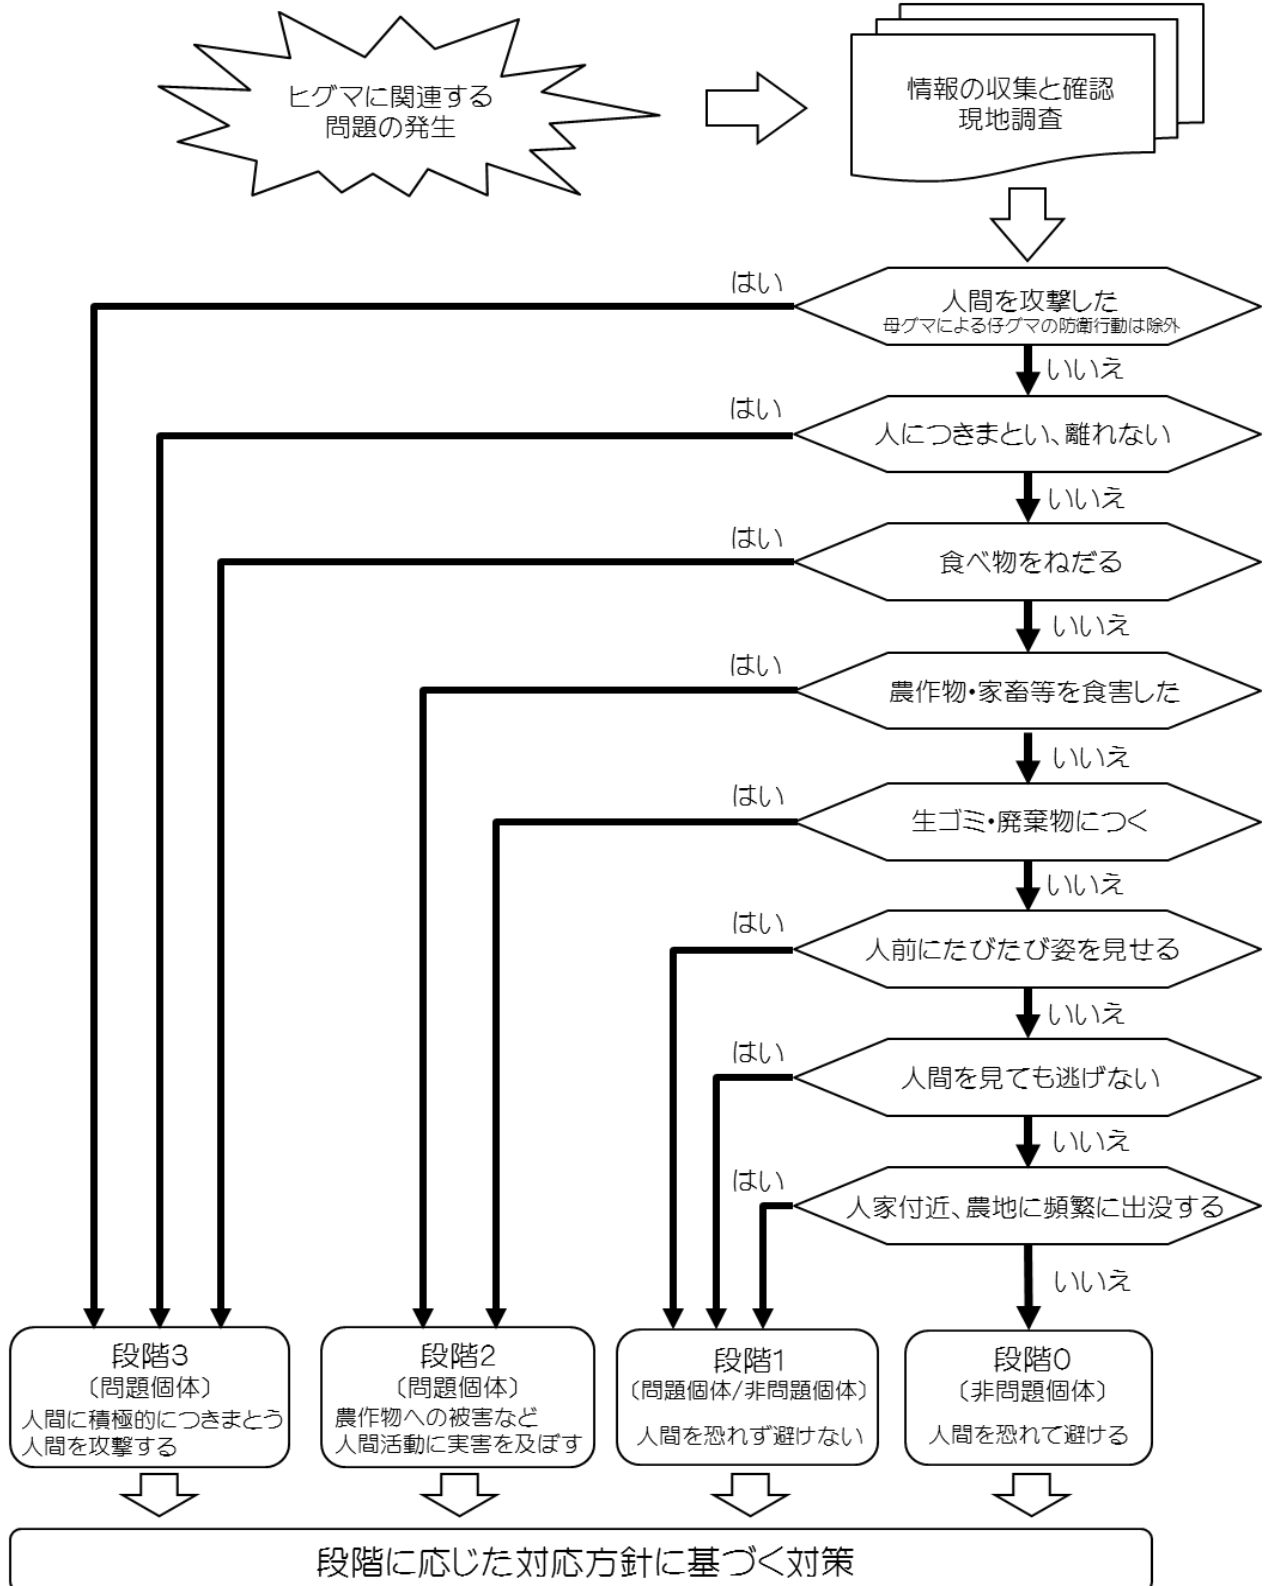 ヒグマに関連する
問題の発生
情報の収集と確認
現地調査
人間を攻撃した
母グマによる仔グマの防衛行動は除外
はい
いいえ
人につきまとい、離れない
はい
いいえ
食べ物をねだる
はい
いいえ
農作物・家畜等を食害した
はい
いいえ
生ゴミ・廃棄物につく
はい
いいえ
人前にたびたび姿を見せる
はい
いいえ
人間を見ても逃げない
はい
いいえ
人家付近、農地に頻繁に出没する
はい
いいえ
段階3
(問題個体)
人間に積極的につきまとう
人間を攻撃する
段階2
(問題個体)
農作物への被害など
人間活動に実害を及ぼす
段階1
(問題個体/非問題個体)
人間を恐れず避けない
段階0
(非問題個体)
人間を恐れて避ける
段階に応じた対応方針に基づく対策